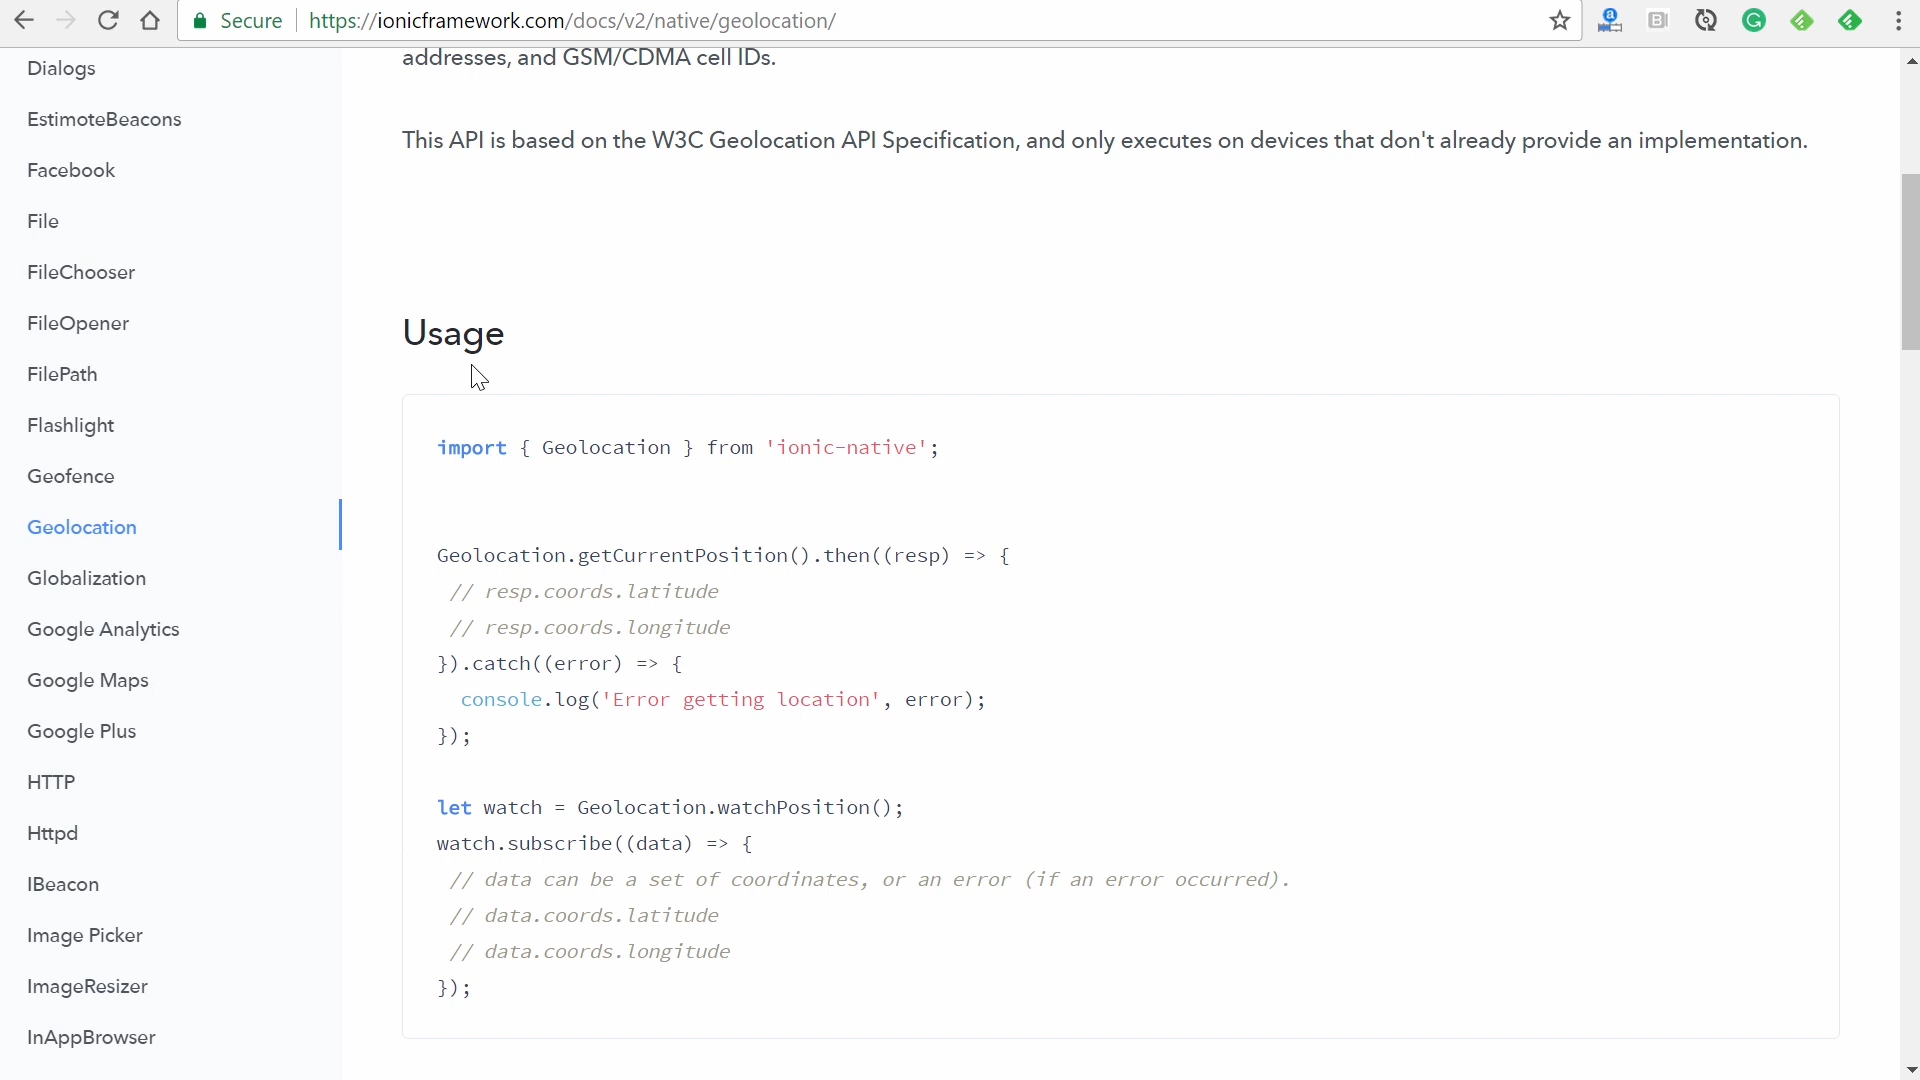 Secure
https://ionicframework.com/docs/v2/native/geolocation/
Dialogs
EstimoteBeacons
Facebook
File
FileChooser
FileOpener
FilePath
Flashlight
Geofence
Geolocation
Globalization
Google Analytics
Google Maps
Google Plus
HTTP
Httpd
IBeacon
Image Picker
ImageResizer
InAppBrowser
addresses, and GSM/CDMA cell IDs.
This API is based on the W3C Geolocation API Specification, and only executes on devices that don't already provide an implementation.
Usage
import { Geolocation } from 'ionic-native';
Geolocation.getCurrentPosition().then((resp) => {
// resp.coords.latitude
// resp.coords.longitude
}).catch((error) => {
console.log('Error getting location', error);
});
let watch = Geolocation.watchPosition();
watch.subscribe((data) => {
// data can be a set of coordinates, or an error (if an error occurred).
// data.coords.latitude
// data.coords.longitude
});